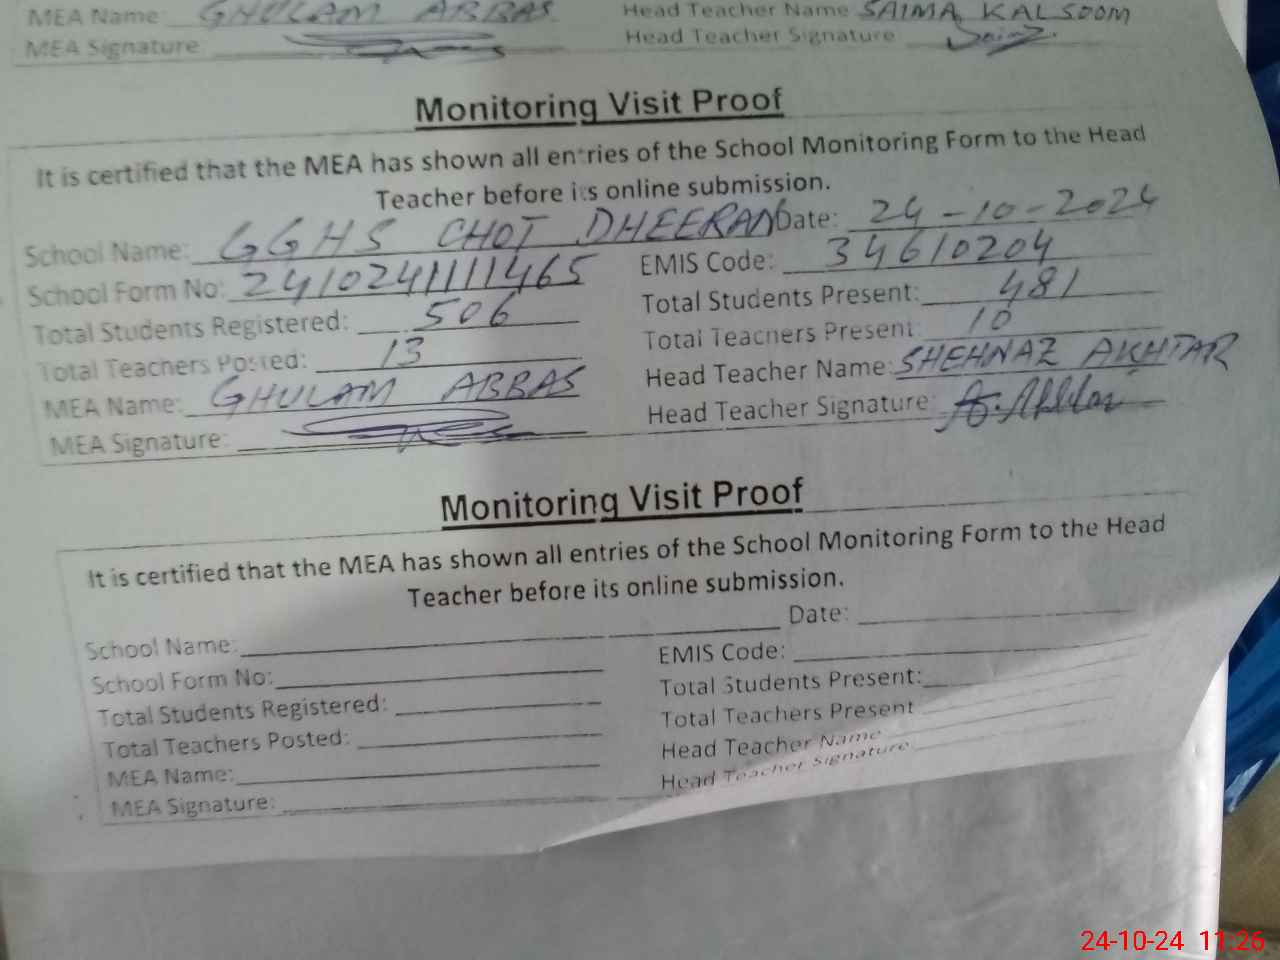 MEA Name GHULAM ABBAS Head Teacher Name SAIMA KALSOOM
MEA Signature Head Teacher Signature
Monitoring Visit Proof
It is certified that the MEA has shown all entries of the School Monitoring Form to the Head
Teacher before its online submission.
School Name: GGHS CHOT DHEERAN Date: 24-10-2024
School Form No: 2410241111465 EMIS Code: 34610204
Total Students Registered: 506 Total Students Present: 481
Total Teachers Posted: 13 Total Teachers Present: 10
MEA Name: GHULAM ABBAS Head Teacher Name: SHEHNAZ AKHTAR
MEA Signature: Head Teacher Signature:
Monitoring Visit Proof
It is certified that the MEA has shown all entries of the School Monitoring Form to the Head
Teacher before its online submission.
School Name: Date:
School Form No: EMIS Code:
Total Students Registered: Total Students Present:
Total Teachers Posted: Total Teachers Present
MEA Name: Head Teacher Name
MEA Signature: Head Teacher Signature
24-10-24 11:26